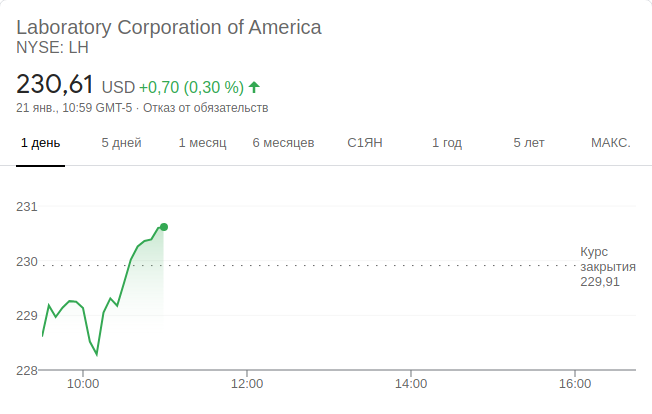 Laboratory Corporation of America
NYSE: LH
230,61 USD +0,70 (0,30 %)
21 янв., 10:59 GMT-5 · Отказ от обязательств
1 день 5 дней 1 месяц 6 месяцев С1ЯН 1 год 5 лет МАКС.
231
230
229
228
Курс
закрытия
229,91
10:00 12:00 14:00 16:00